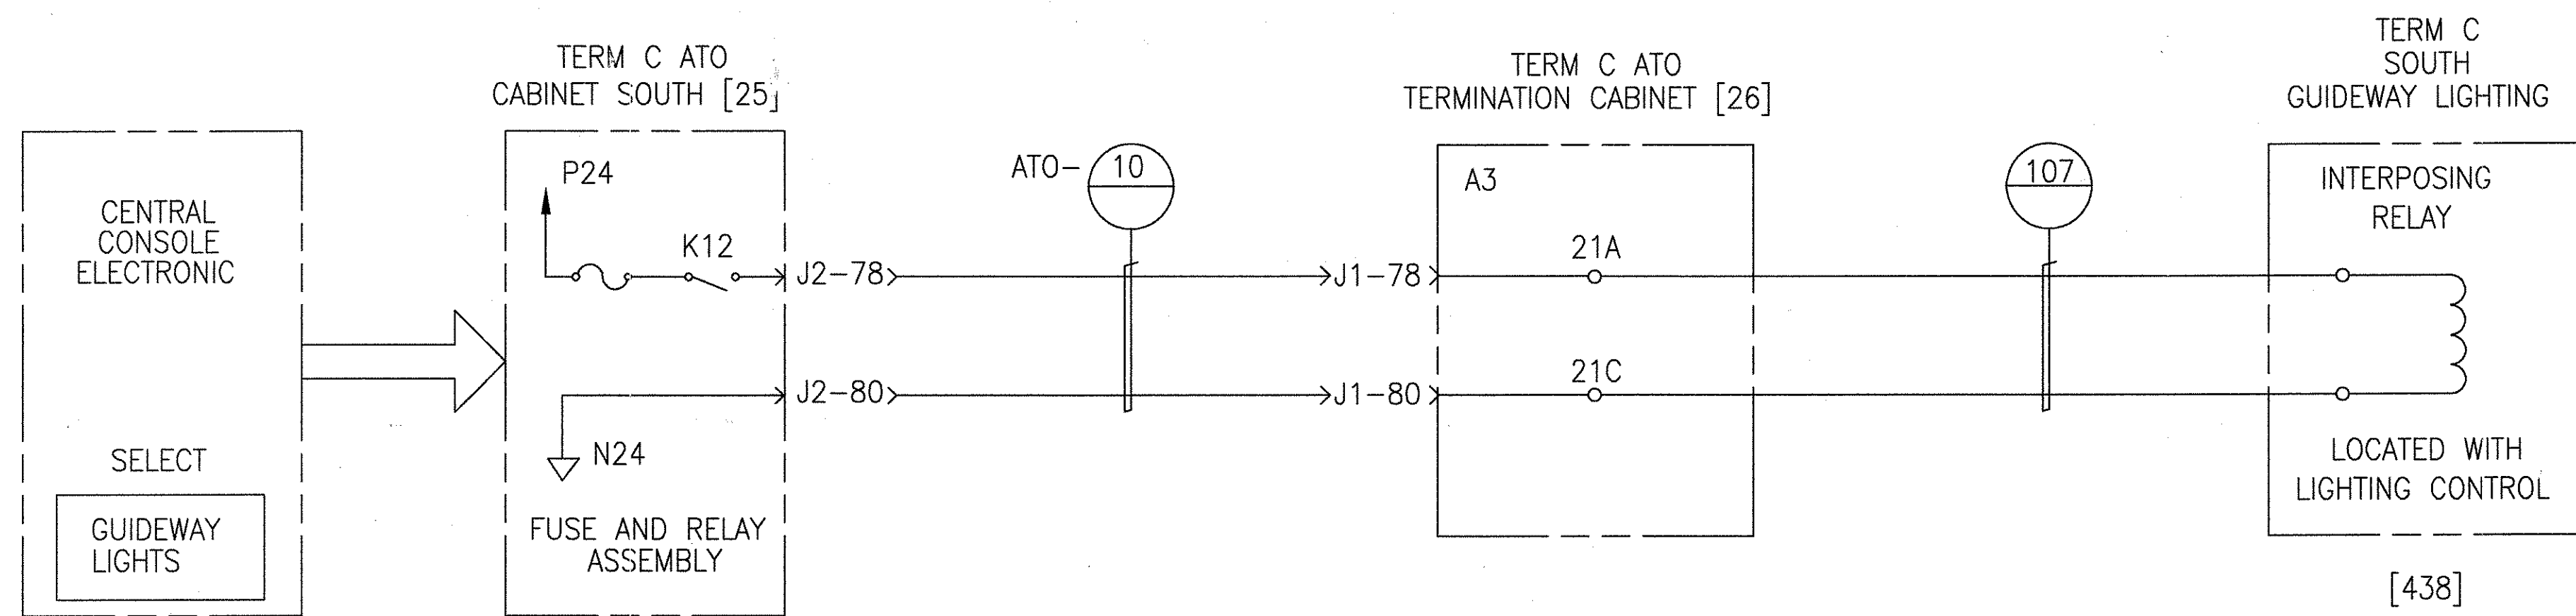 CENTRAL
CONSOLE
ELECTRONIC
SELECT
GUIDEWAY
LIGHTS
TERM C ATO
CABINET SOUTH [25]
P24
K12
J2-78
J2-80
N24
FUSE AND RELAY
ASSEMBLY
ATO-
10
J1-78
J1-80
TERM C ATO
TERMINATION CABINET [26]
A3
21A
21C
107
TERM C
SOUTH
GUIDEWAY LIGHTING
INTERPOSING
RELAY
LOCATED WITH
LIGHTING CONTROL
[438]